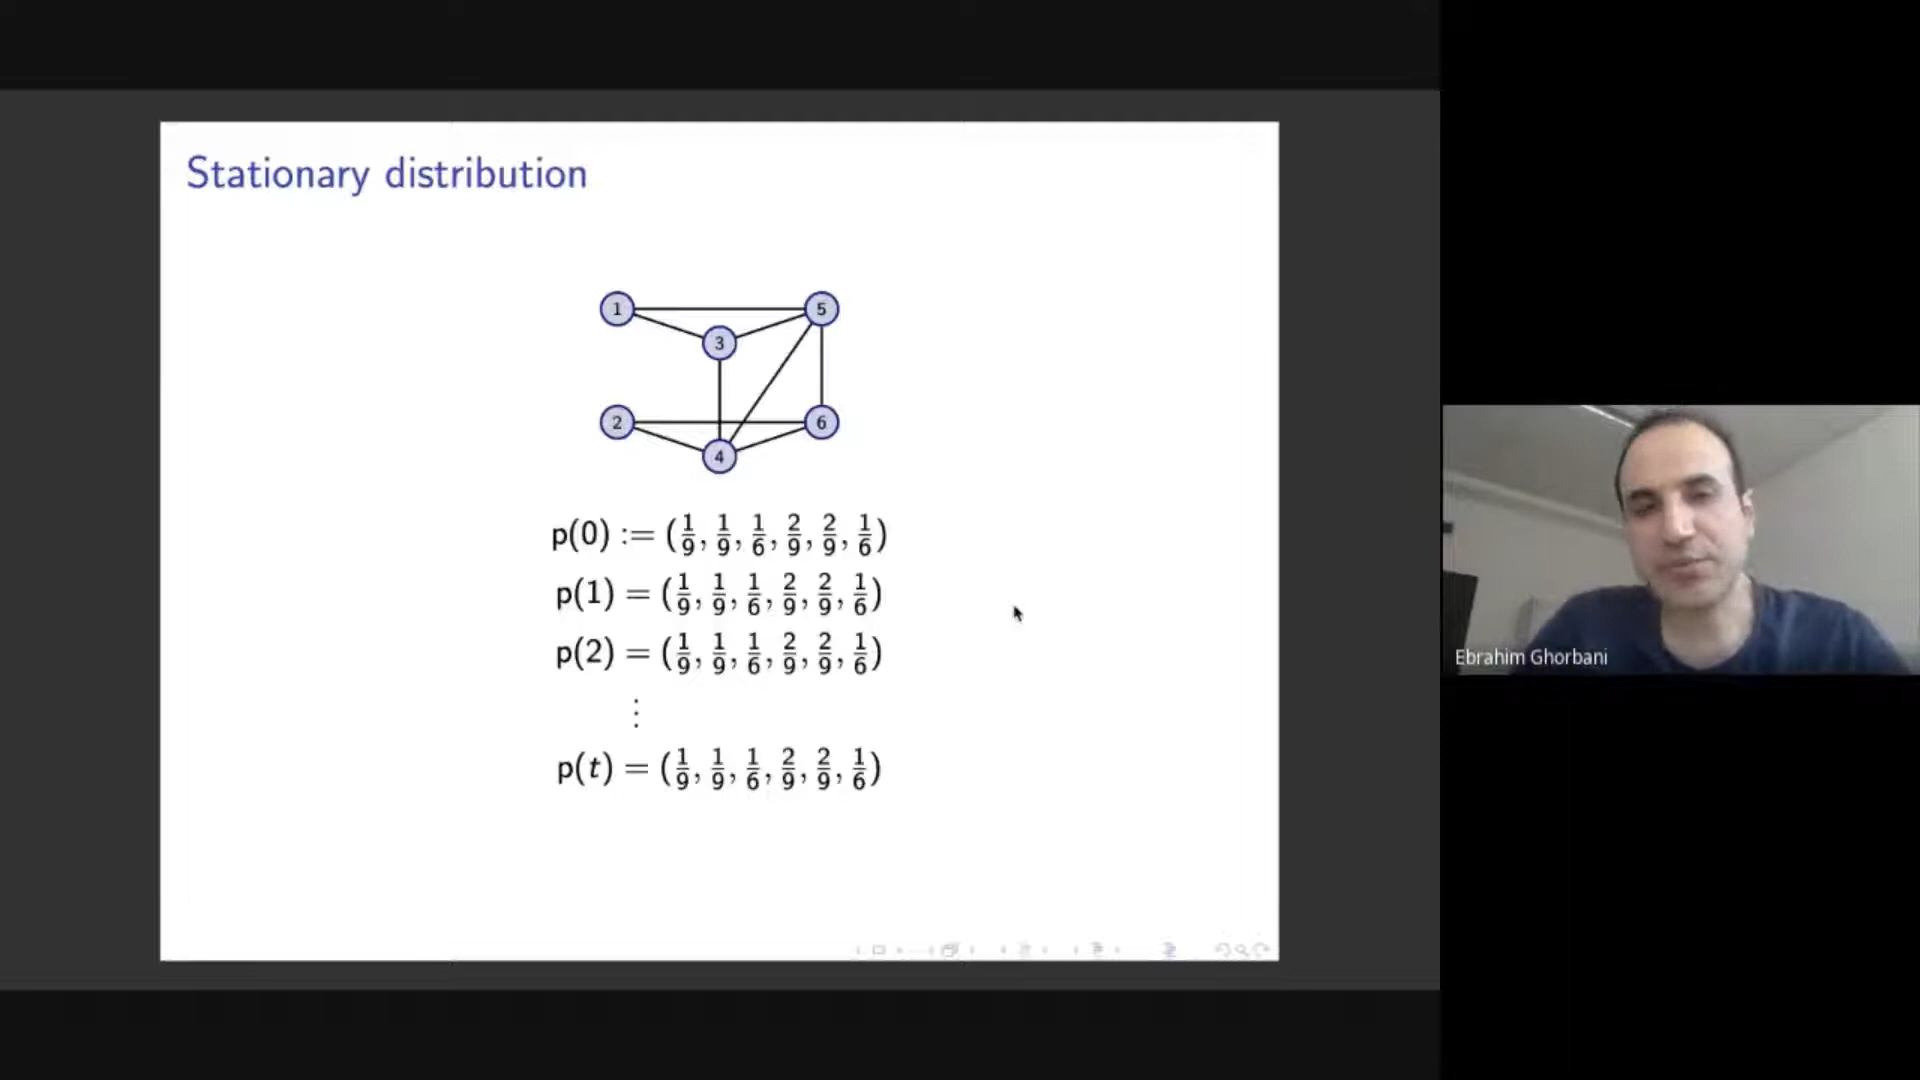 Stationary distribution
1 5
3
2 6
4
p(0) := (1/9, 1/9, 1/6, 2/9, 2/9, 1/6)
p(1) = (1/9, 1/9, 1/6, 2/9, 2/9, 1/6)
p(2) = (1/9, 1/9, 1/6, 2/9, 2/9, 1/6)
⋮
p(t) = (1/9, 1/9, 1/6, 2/9, 2/9, 1/6)
Ebrahim Ghorbani